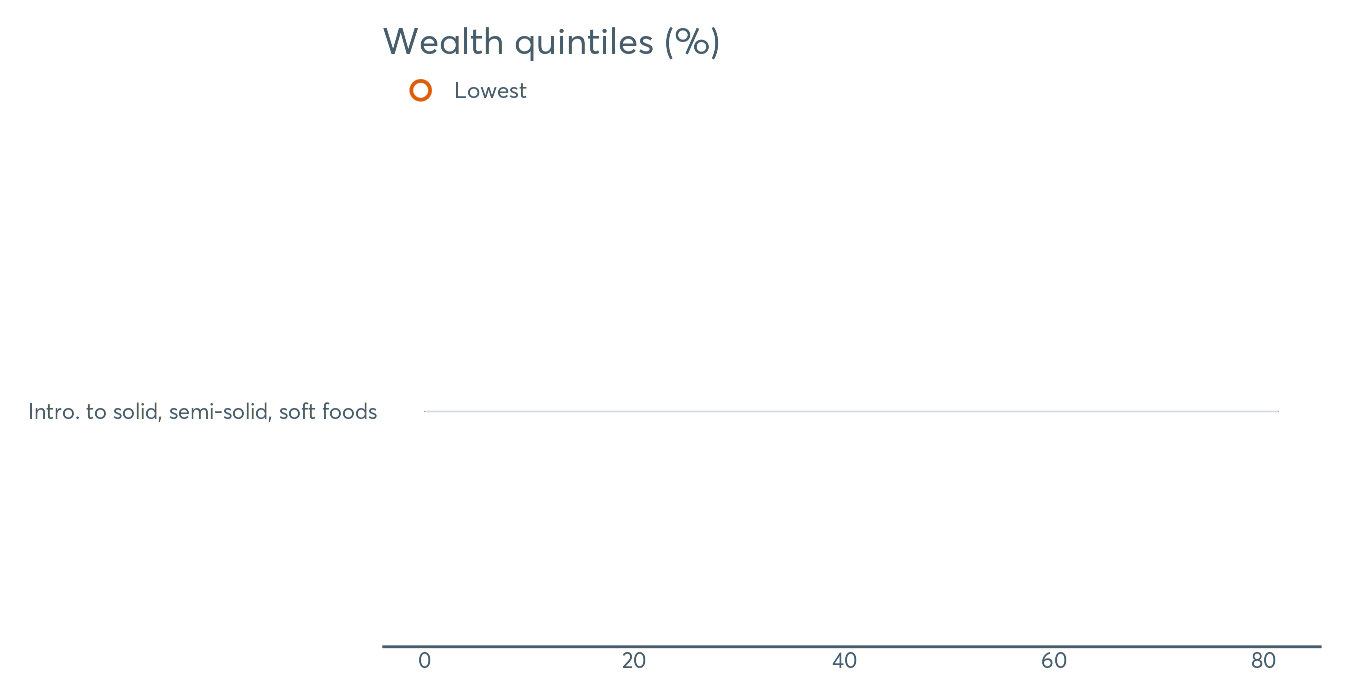 Wealth quintiles (%)
Lowest
Intro. to solid, semi-solid, soft foods
0 20 40 60 80